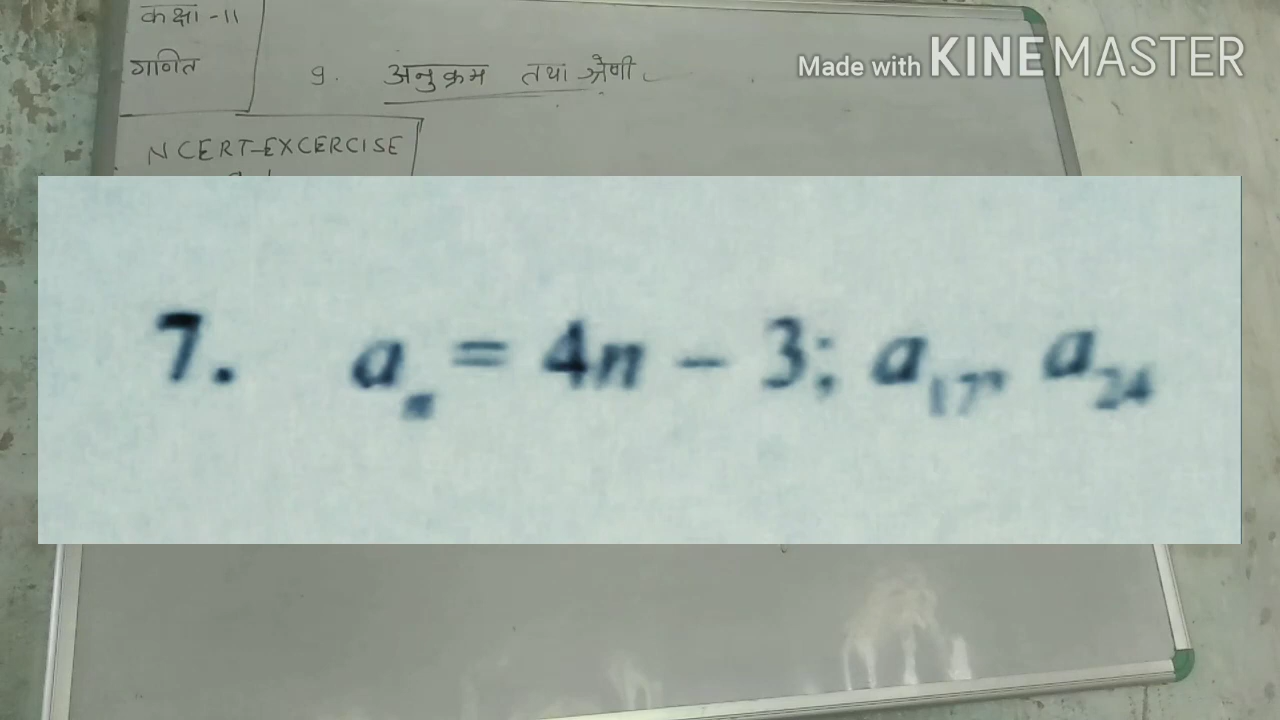 कक्षा -11
गणित
9. अनुक्रम तथा श्रेणी
Made with KINEMASTER
NCERT-EXCERCISE
7. aₙ = 4n – 3; a₁₇, a₂₄